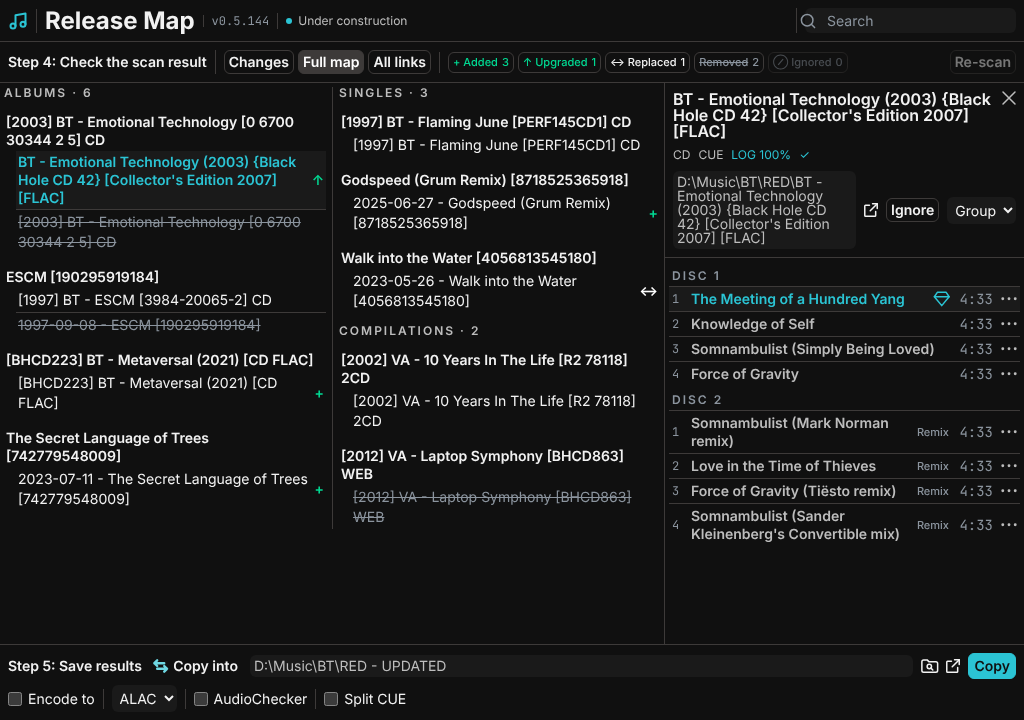 Release Map
v0.5.144
Under construction
Search
Step 4: Check the scan result
Changes
Full map
All links
+ Added 3
↑ Upgraded 1
↔ Replaced 1
Removed 2
Ignored 0
Re-scan
ALBUMS · 6
[2003] BT - Emotional Technology [0 6700
30344 2 5] CD
BT - Emotional Technology (2003) {Black
Hole CD 42} [Collector's Edition 2007]
[FLAC]
↑
[2003] BT - Emotional Technology [0 6700
30344 2 5] CD
ESCM [190295919184]
[1997] BT - ESCM [3984-20065-2] CD
1997-09-08 - ESCM [190295919184]
[BHCD223] BT - Metaversal (2021) [CD FLAC]
[BHCD223] BT - Metaversal (2021) [CD
FLAC]
+
The Secret Language of Trees
[742779548009]
2023-07-11 - The Secret Language of Trees
[742779548009]
+
SINGLES · 3
[1997] BT - Flaming June [PERF145CD1] CD
[1997] BT - Flaming June [PERF145CD1] CD
Godspeed (Grum Remix) [8718525365918]
2025-06-27 - Godspeed (Grum Remix)
[8718525365918]
+
Walk into the Water [4056813545180]
2023-05-26 - Walk into the Water
[4056813545180]
↔
COMPILATIONS · 2
[2002] VA - 10 Years In The Life [R2 78118]
2CD
[2002] VA - 10 Years In The Life [R2 78118]
2CD
[2012] VA - Laptop Symphony [BHCD863]
WEB
[2012] VA - Laptop Symphony [BHCD863]
WEB
BT - Emotional Technology (2003) {Black
Hole CD 42} [Collector's Edition 2007]
[FLAC]
CD CUE LOG 100% ✓
D:\Music\BT\RED\BT -
Emotional Technology
(2003) {Black Hole CD
42} [Collector's Edition
2007] [FLAC]
Ignore
Group
DISC 1
1 The Meeting of a Hundred Yang 4:33 ···
2 Knowledge of Self 4:33 ···
3 Somnambulist (Simply Being Loved) 4:33 ···
4 Force of Gravity 4:33 ···
DISC 2
1 Somnambulist (Mark Norman
remix) Remix 4:33 ···
2 Love in the Time of Thieves Remix 4:33 ···
3 Force of Gravity (Tiësto remix) Remix 4:33 ···
4 Somnambulist (Sander
Kleinenberg's Convertible mix) Remix 4:33 ···
Step 5: Save results
Copy into
D:\Music\BT\RED - UPDATED
Copy
Encode to
ALAC
AudioChecker
Split CUE